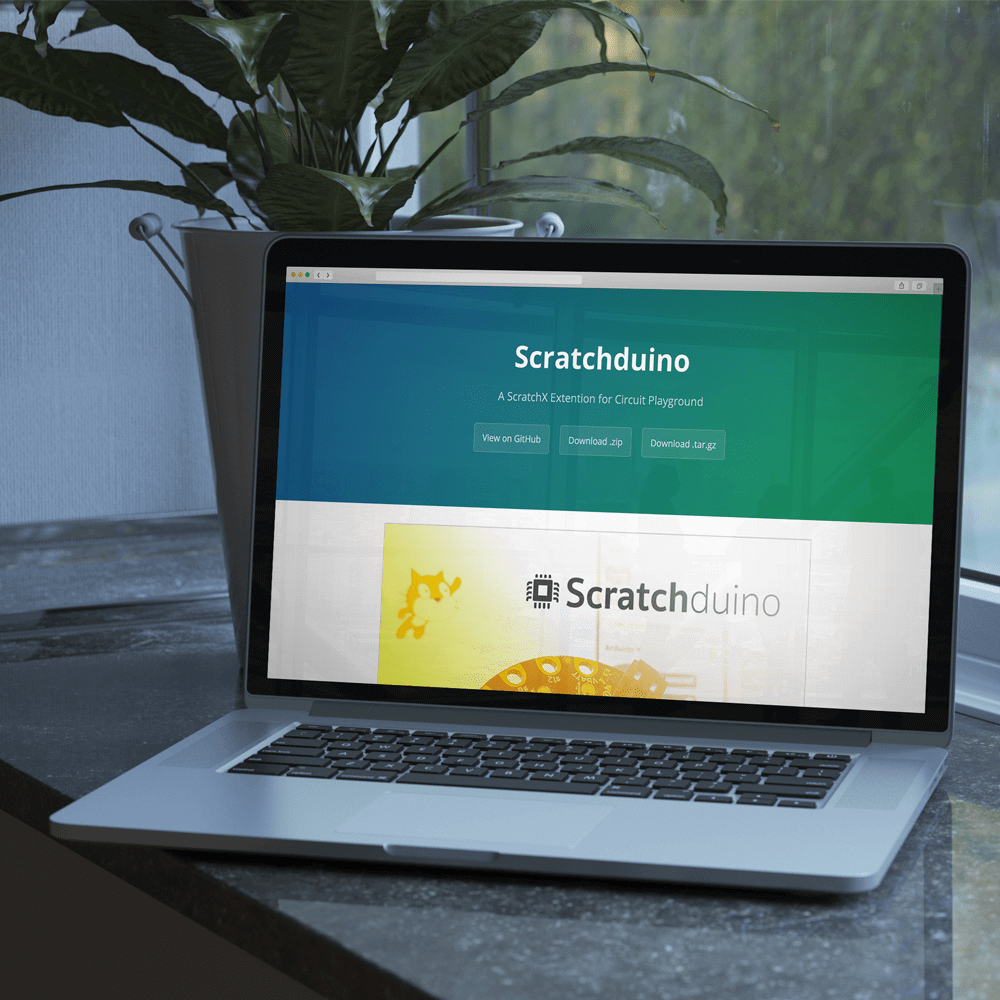 Scratchduino
A ScratchX Extention for Circuit Playground
View on GitHub
Download .zip
Download .tar.gz
Scratchduino